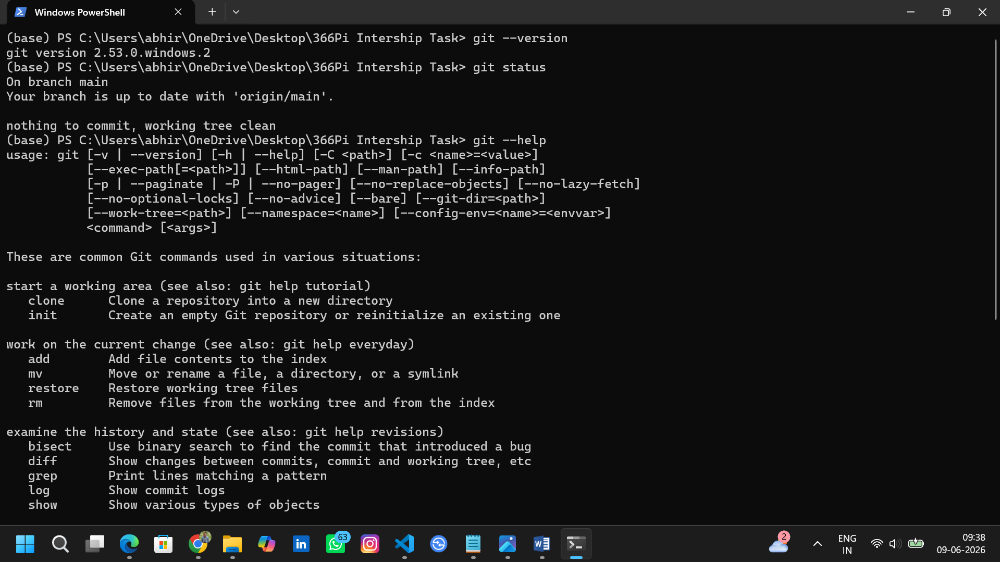 Windows PowerShell
(base) PS C:\Users\abhir\OneDrive\Desktop\366Pi Intership Task> git --version
git version 2.53.0.windows.2
(base) PS C:\Users\abhir\OneDrive\Desktop\366Pi Intership Task> git status
On branch main
Your branch is up to date with 'origin/main'.

nothing to commit, working tree clean
(base) PS C:\Users\abhir\OneDrive\Desktop\366Pi Intership Task> git --help
usage: git [-v | --version] [-h | --help] [-C <path>] [-c <name>=<value>]
           [--exec-path[=<path>]] [--html-path] [--man-path] [--info-path]
           [-p | --paginate | -P | --no-pager] [--no-replace-objects] [--no-lazy-fetch]
           [--no-optional-locks] [--no-advice] [--bare] [--git-dir=<path>]
           [--work-tree=<path>] [--namespace=<name>] [--config-env=<name>=<envvar>]
           <command> [<args>]

These are common Git commands used in various situations:

start a working area (see also: git help tutorial)
   clone      Clone a repository into a new directory
   init       Create an empty Git repository or reinitialize an existing one

work on the current change (see also: git help everyday)
   add        Add file contents to the index
   mv         Move or rename a file, a directory, or a symlink
   restore    Restore working tree files
   rm         Remove files from the working tree and from the index

examine the history and state (see also: git help revisions)
   bisect     Use binary search to find the commit that introduced a bug
   diff       Show changes between commits, commit and working tree, etc
   grep       Print lines matching a pattern
   log        Show commit logs
   show       Show various types of objects
in
63
W
2
ENG
IN
09:38
09-06-2026